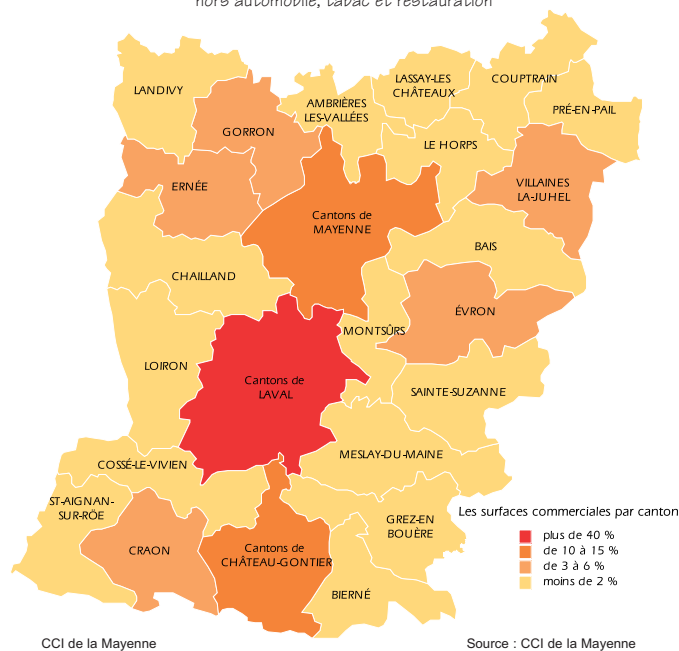 hors automobile, tabac et restauration
LANDIVY
GORRON
AMBRIÈRES
LES-VALLÉES
LASSAY-LES
CHÂTEAUX
COUPTRAIN
PRÉ-EN-PAIL
LE HORPS
ERNÉE
VILLAINES
LA-JUHEL
Cantons de
MAYENNE
BAIS
CHAILLAND
ÉVRON
MONTSÛRS
LOIRON
Cantons de
LAVAL
SAINTE-SUZANNE
MESLAY-DU-MAINE
COSSÉ-LE-VIVIEN
ST-AIGNAN-
SUR-RÖE
GREZ-EN
BOUÈRE
CRAON
Cantons de
CHÂTEAU-GONTIER
BIERNÉ
Les surfaces commerciales par canton
plus de 40 %
de 10 à 15 %
de 3 à 6 %
moins de 2 %
CCI de la Mayenne
Source : CCI de la Mayenne